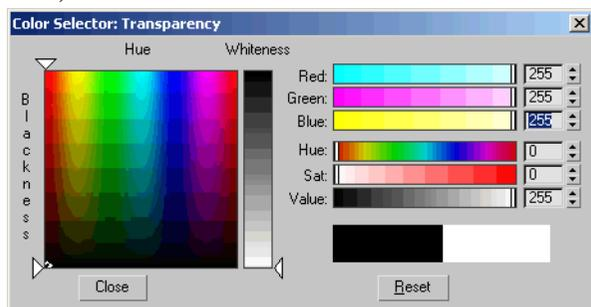 Color Selector: Transparency
Hue Whiteness
Blackness
Red: 255
Green: 255
Blue: 255
Hue: 0
Sat: 0
Value: 255
Close Reset